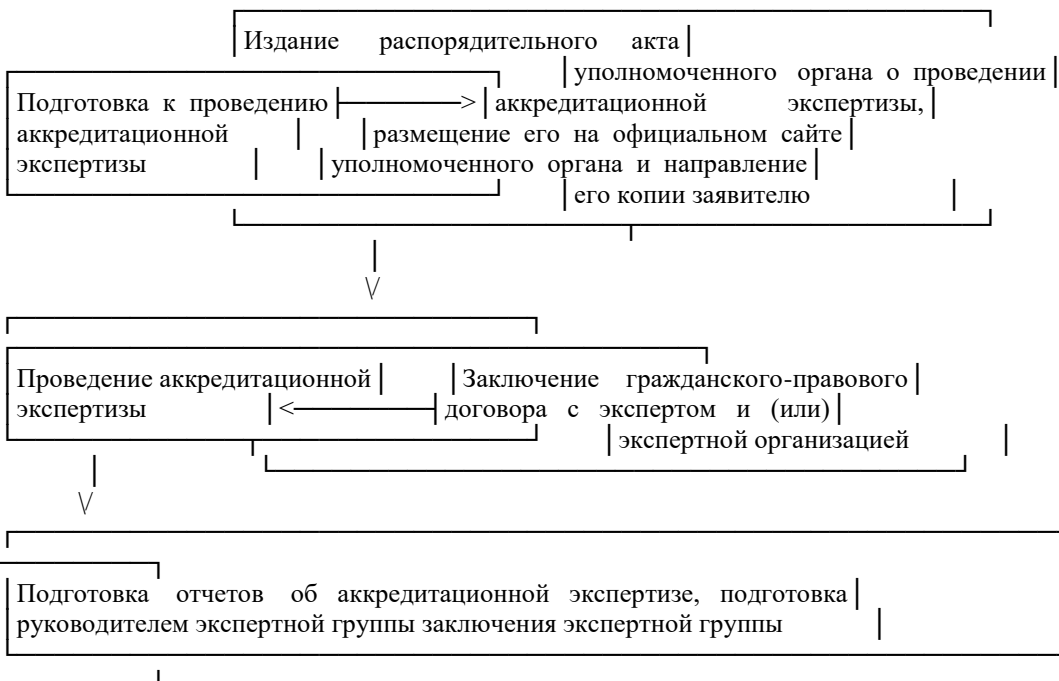 Издание распорядительного акта
уполномоченного органа о проведении
Подготовка к проведению аккредитационной экспертизы,
аккредитационной размещение его на официальном сайте
экспертизы уполномоченного органа и направление
его копии заявителю
Проведение аккредитационной Заключение гражданского-правового
экспертизы договора с экспертом и (или)
экспертной организацией
Подготовка отчетов об аккредитационной экспертизе, подготовка
руководителем экспертной группы заключения экспертной группы